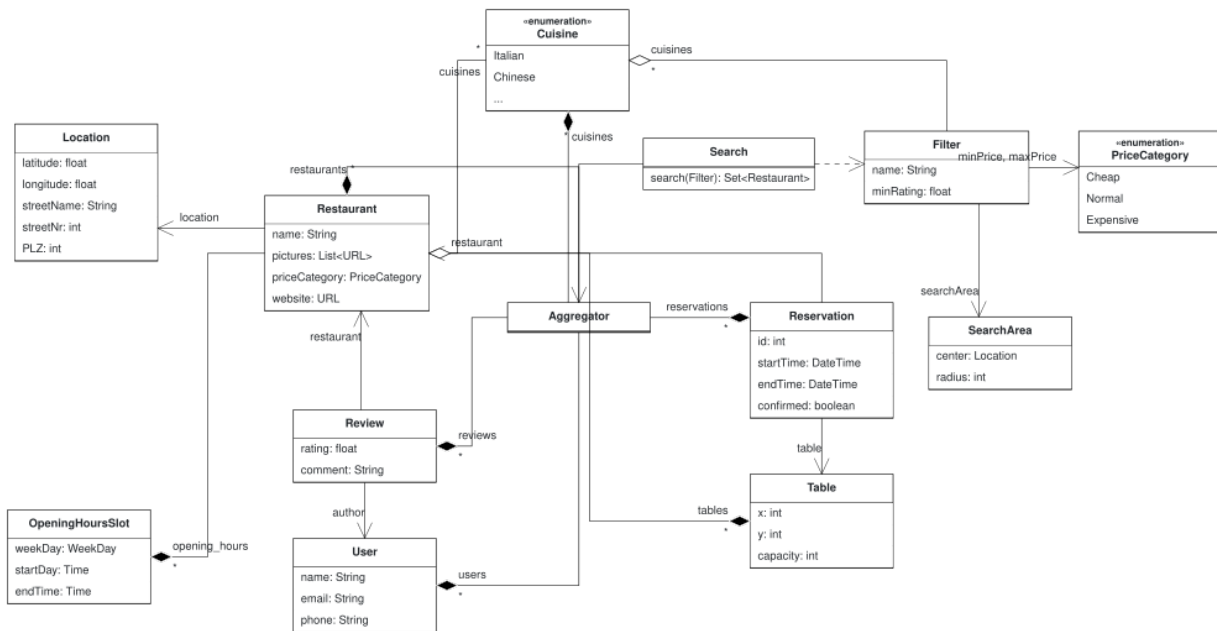 «enumeration»
Cuisine
Italian
Chinese
...
*
cuisines
cuisines
*
* cuisines
Location
latitude: float
longitude: float
streetName: String
streetNr: int
PLZ: int
location
restaurants *
Search
search(Filter): Set<Restaurant>
Filter
name: String
minRating: float
minPrice, maxPrice
«enumeration»
PriceCategory
Cheap
Normal
Expensive
Restaurant
name: String
pictures: List<URL>
priceCategory: PriceCategory
website: URL
restaurant
searchArea
SearchArea
center: Location
radius: int
Aggregator
reservations
*
Reservation
id: int
startTime: DateTime
endTime: DateTime
confirmed: boolean
restaurant
Review
rating: float
comment: String
reviews
*
table
Table
x: int
y: int
capacity: int
tables
*
author
OpeningHoursSlot
weekDay: WeekDay
startDay: Time
endTime: Time
opening_hours
*
User
name: String
email: String
phone: String
users
*